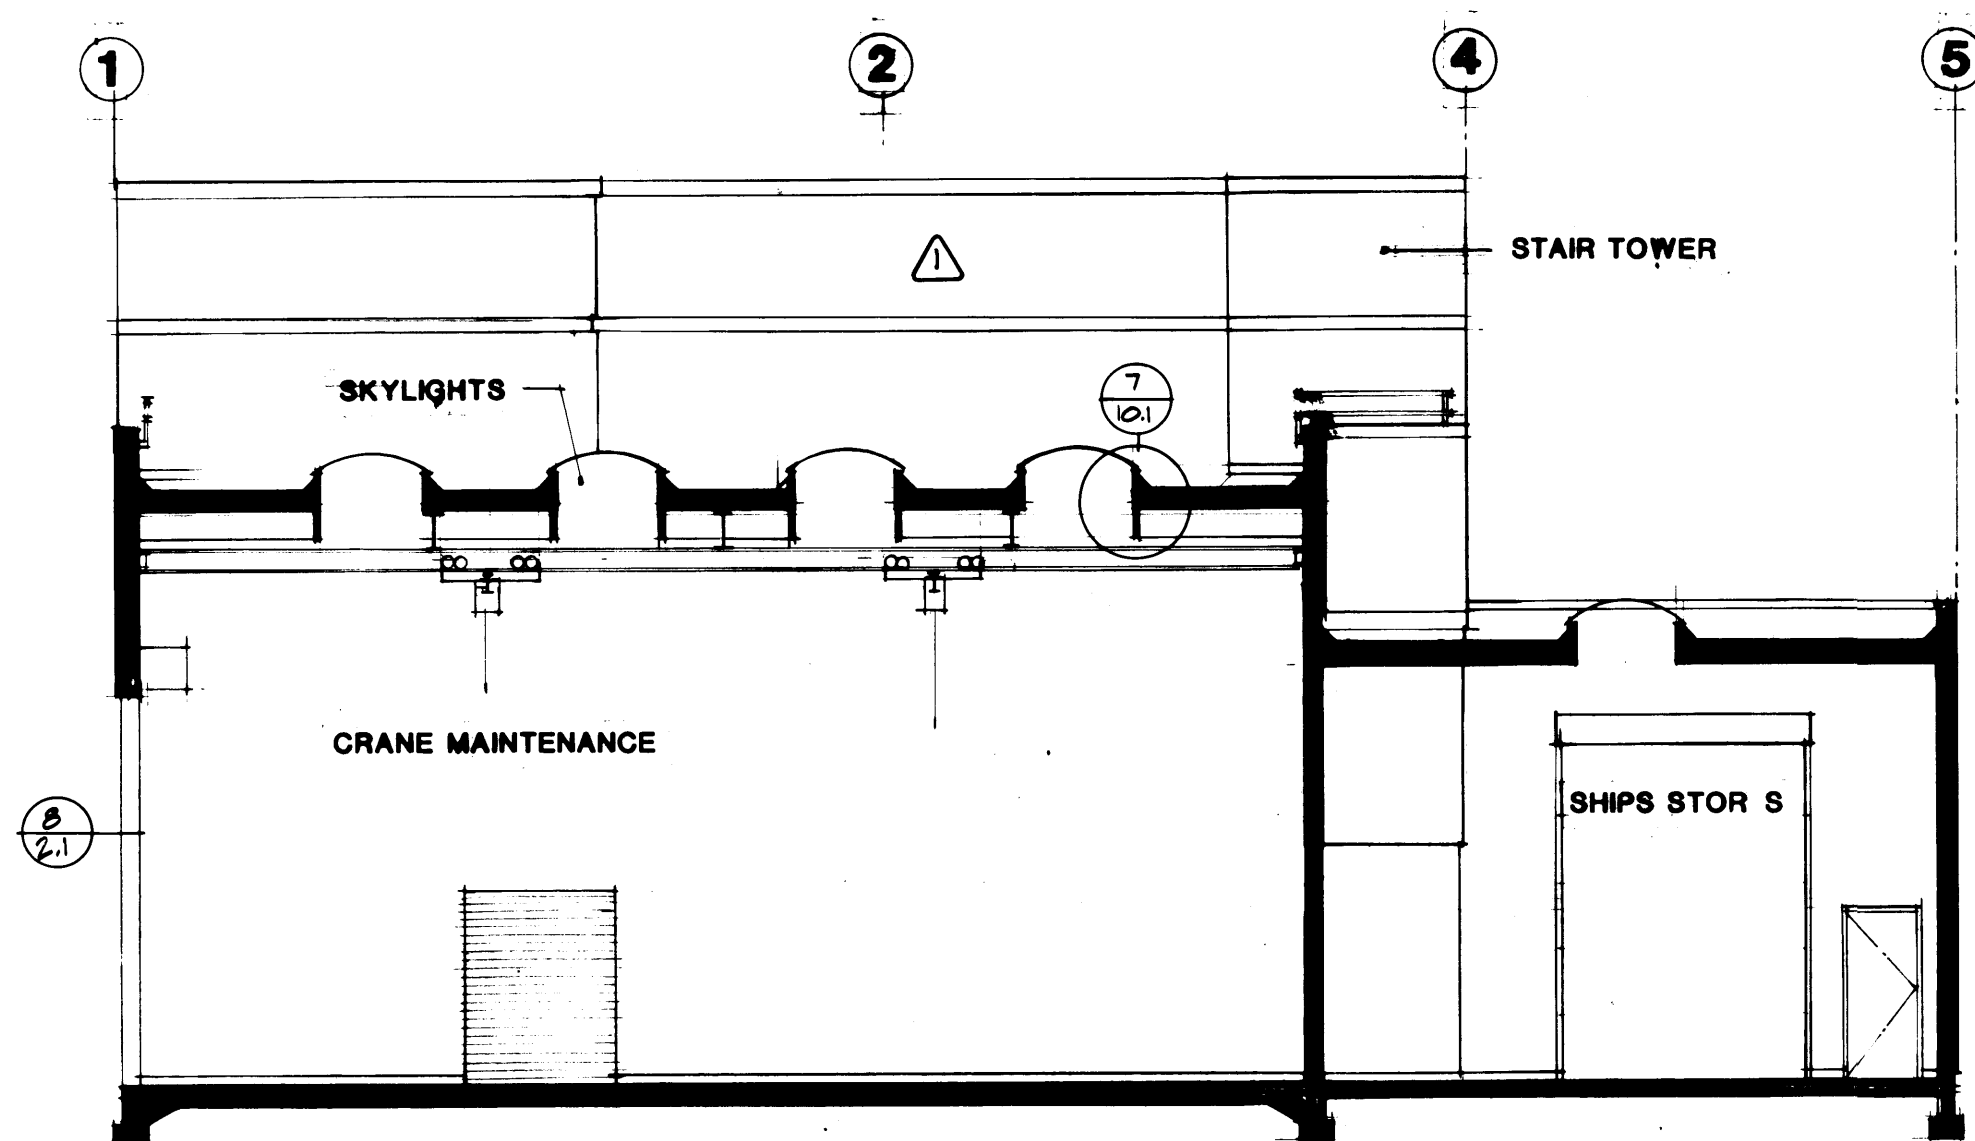 1 2 4 5
STAIR TOWER
1
SKYLIGHTS
7
10.1
CRANE MAINTENANCE
SHIPS STOR S
8
2.1